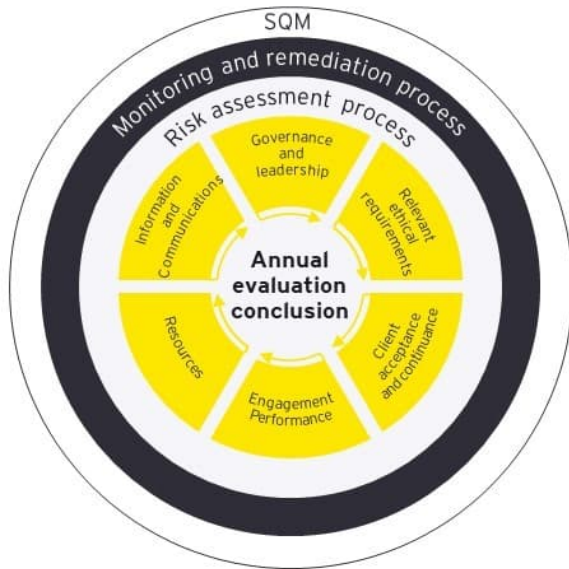 SQM
Monitoring and remediation process
Risk assessment process
Governance
and
leadership
Relevant
ethical
requirements
Client
acceptance
and continuance
Engagement
Performance
Resources
Information
and
Communications
Annual
evaluation
conclusion